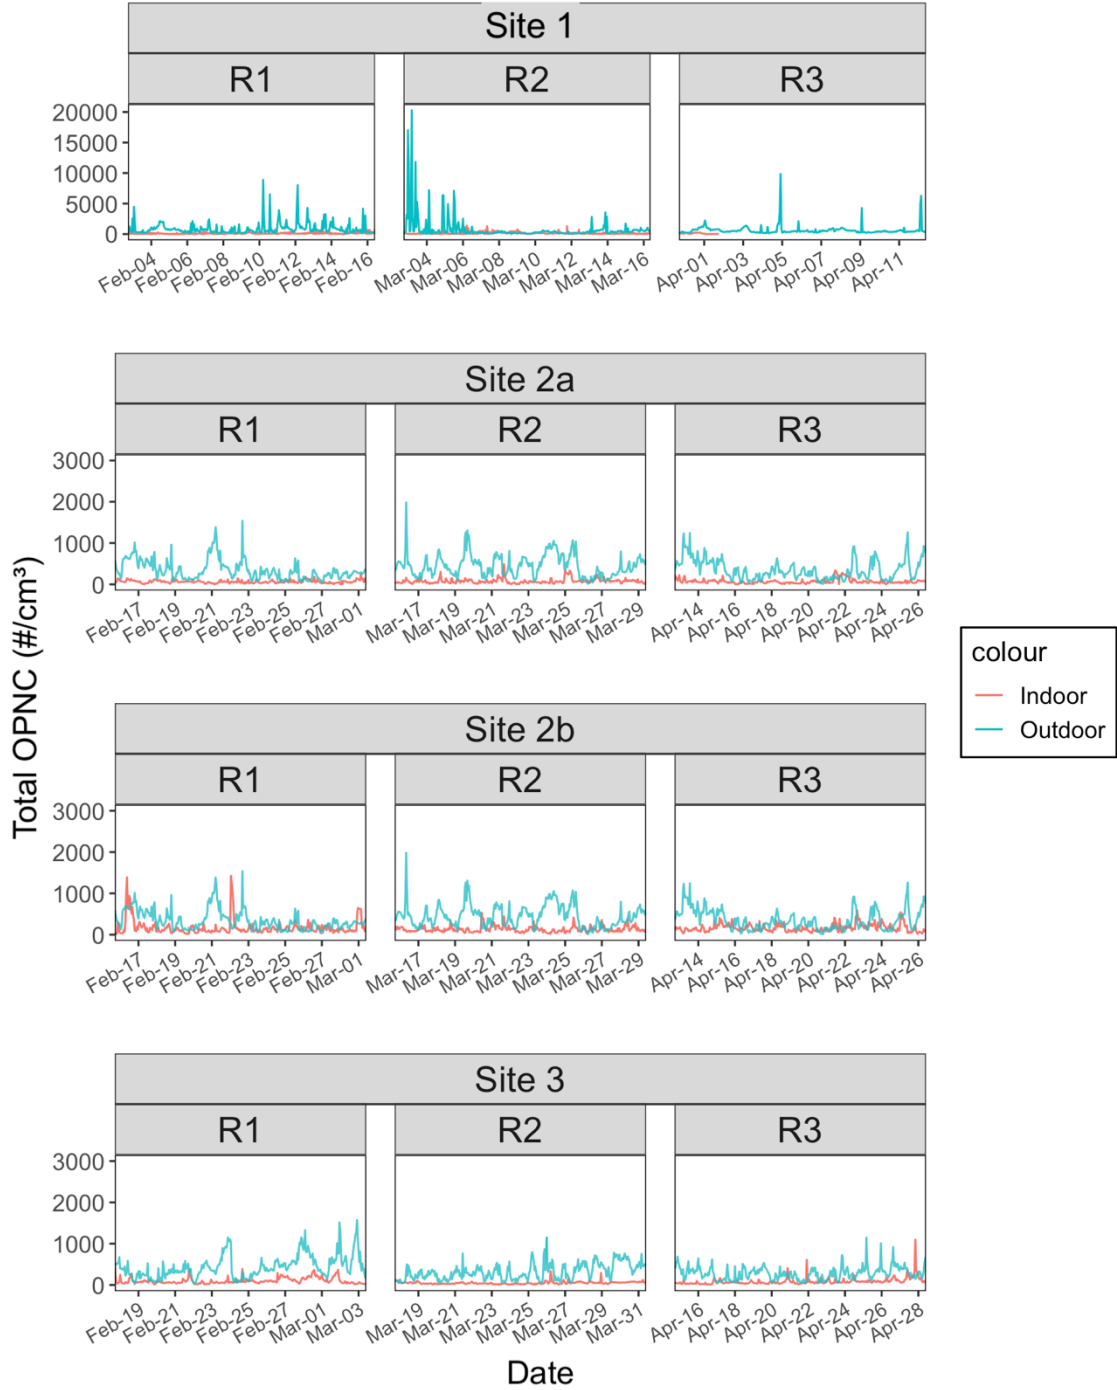 Site 1
R1 R2 R3
20000
15000
10000
5000
0
Feb-04 Feb-06 Feb-08 Feb-10 Feb-12 Feb-14 Feb-16 Mar-04 Mar-06 Mar-08 Mar-10 Mar-12 Mar-14 Mar-16 Apr-01 Apr-03 Apr-05 Apr-07 Apr-09 Apr-11
Site 2a
R1 R2 R3
3000
2000
1000
0
Feb-17 Feb-19 Feb-21 Feb-23 Feb-25 Feb-27 Mar-01 Mar-17 Mar-19 Mar-21 Mar-23 Mar-25 Mar-27 Mar-29 Apr-14 Apr-16 Apr-18 Apr-20 Apr-22 Apr-24 Apr-26
Total OPNC (#/cm³)
Site 2b
R1 R2 R3
3000
2000
1000
0
Feb-17 Feb-19 Feb-21 Feb-23 Feb-25 Feb-27 Mar-01 Mar-17 Mar-19 Mar-21 Mar-23 Mar-25 Mar-27 Mar-29 Apr-14 Apr-16 Apr-18 Apr-20 Apr-22 Apr-24 Apr-26
Site 3
R1 R2 R3
3000
2000
1000
0
Feb-19 Feb-21 Feb-23 Feb-25 Feb-27 Mar-01 Mar-03 Mar-19 Mar-21 Mar-23 Mar-25 Mar-27 Mar-29 Mar-31 Apr-16 Apr-18 Apr-20 Apr-22 Apr-24 Apr-26 Apr-28
Date
colour
Indoor
Outdoor